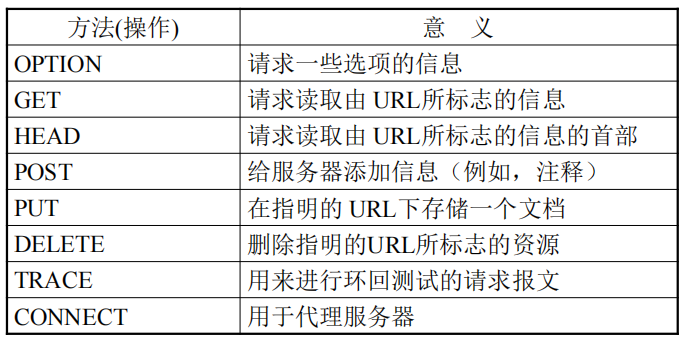 方法(操作) 意 义
OPTION 请求一些选项的信息
GET 请求读取由 URL所标志的信息
HEAD 请求读取由 URL所标志的信息的首部
POST 给服务器添加信息（例如，注释）
PUT 在指明的 URL下存储一个文档
DELETE 删除指明的URL所标志的资源
TRACE 用来进行环回测试的请求报文
CONNECT 用于代理服务器